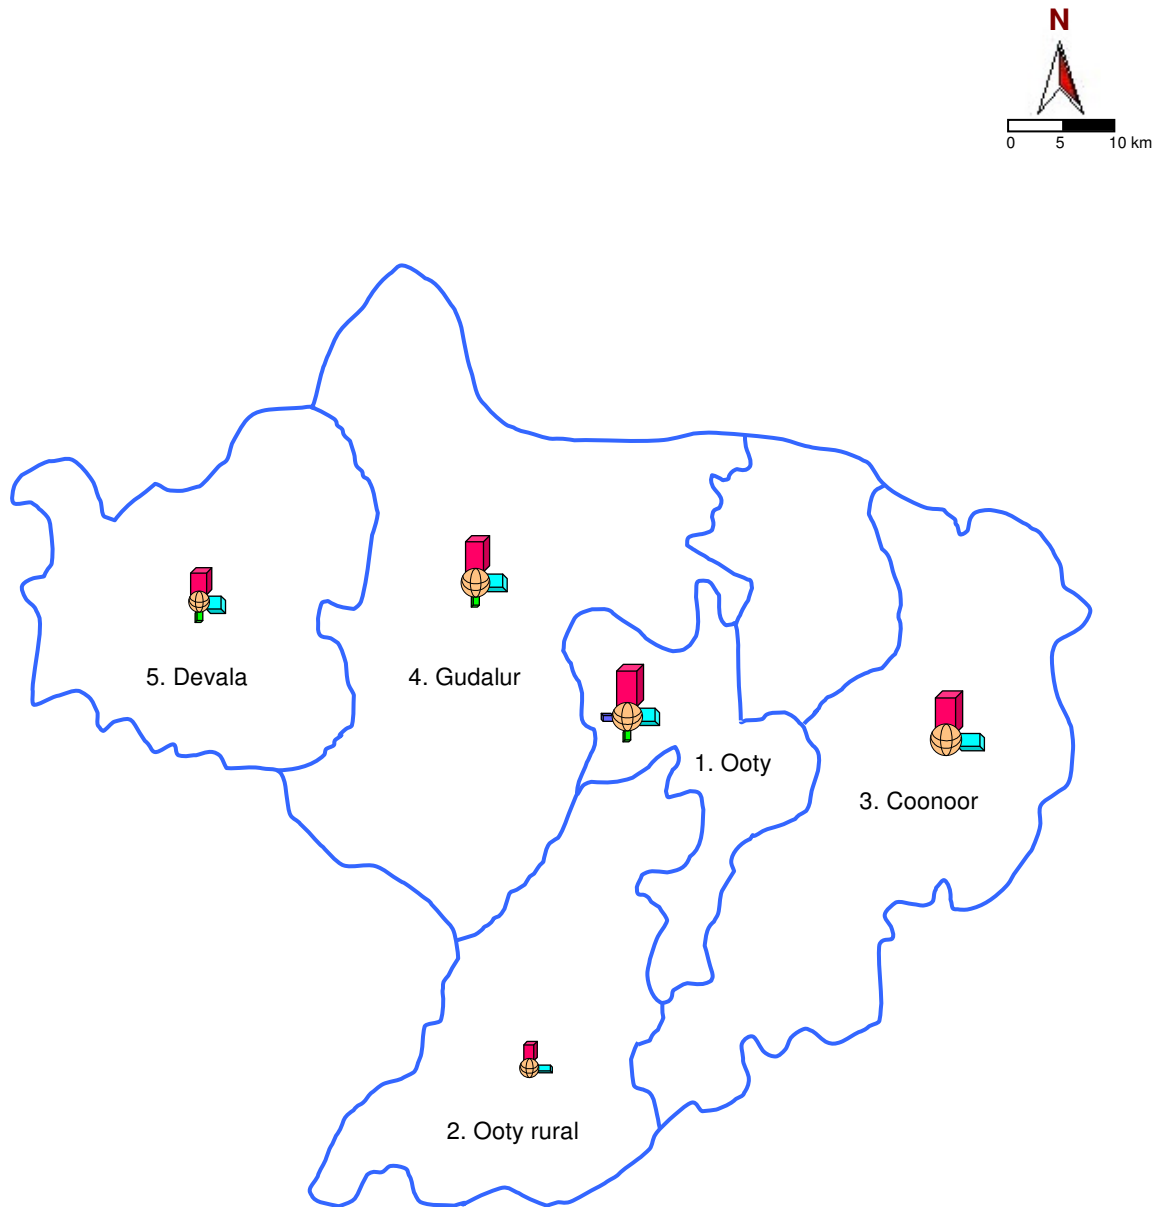 N
0 5 10 km
5. Devala
4. Gudalur
1. Ooty
3. Coonoor
2. Ooty rural